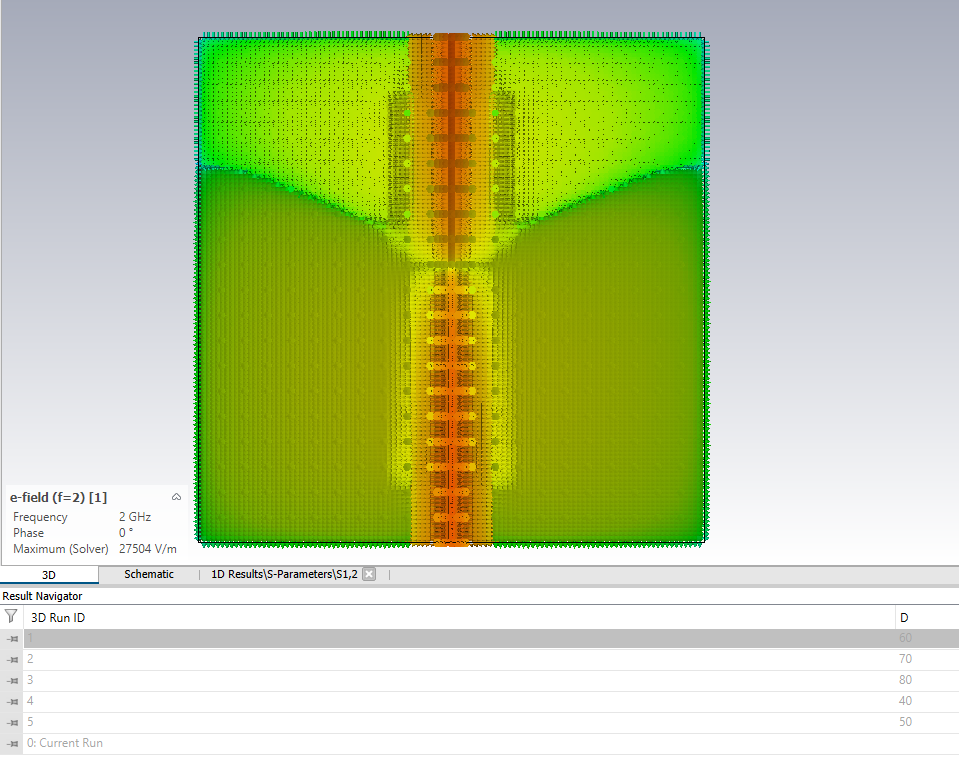 e-field (f=2) [1]
Frequency 2 GHz
Phase 0 °
Maximum (Solver) 27504 V/m
3D Schematic 1D Results\S-Parameters\S1,2
Result Navigator
3D Run ID D
1 60
2 70
3 80
4 40
5 50
0: Current Run